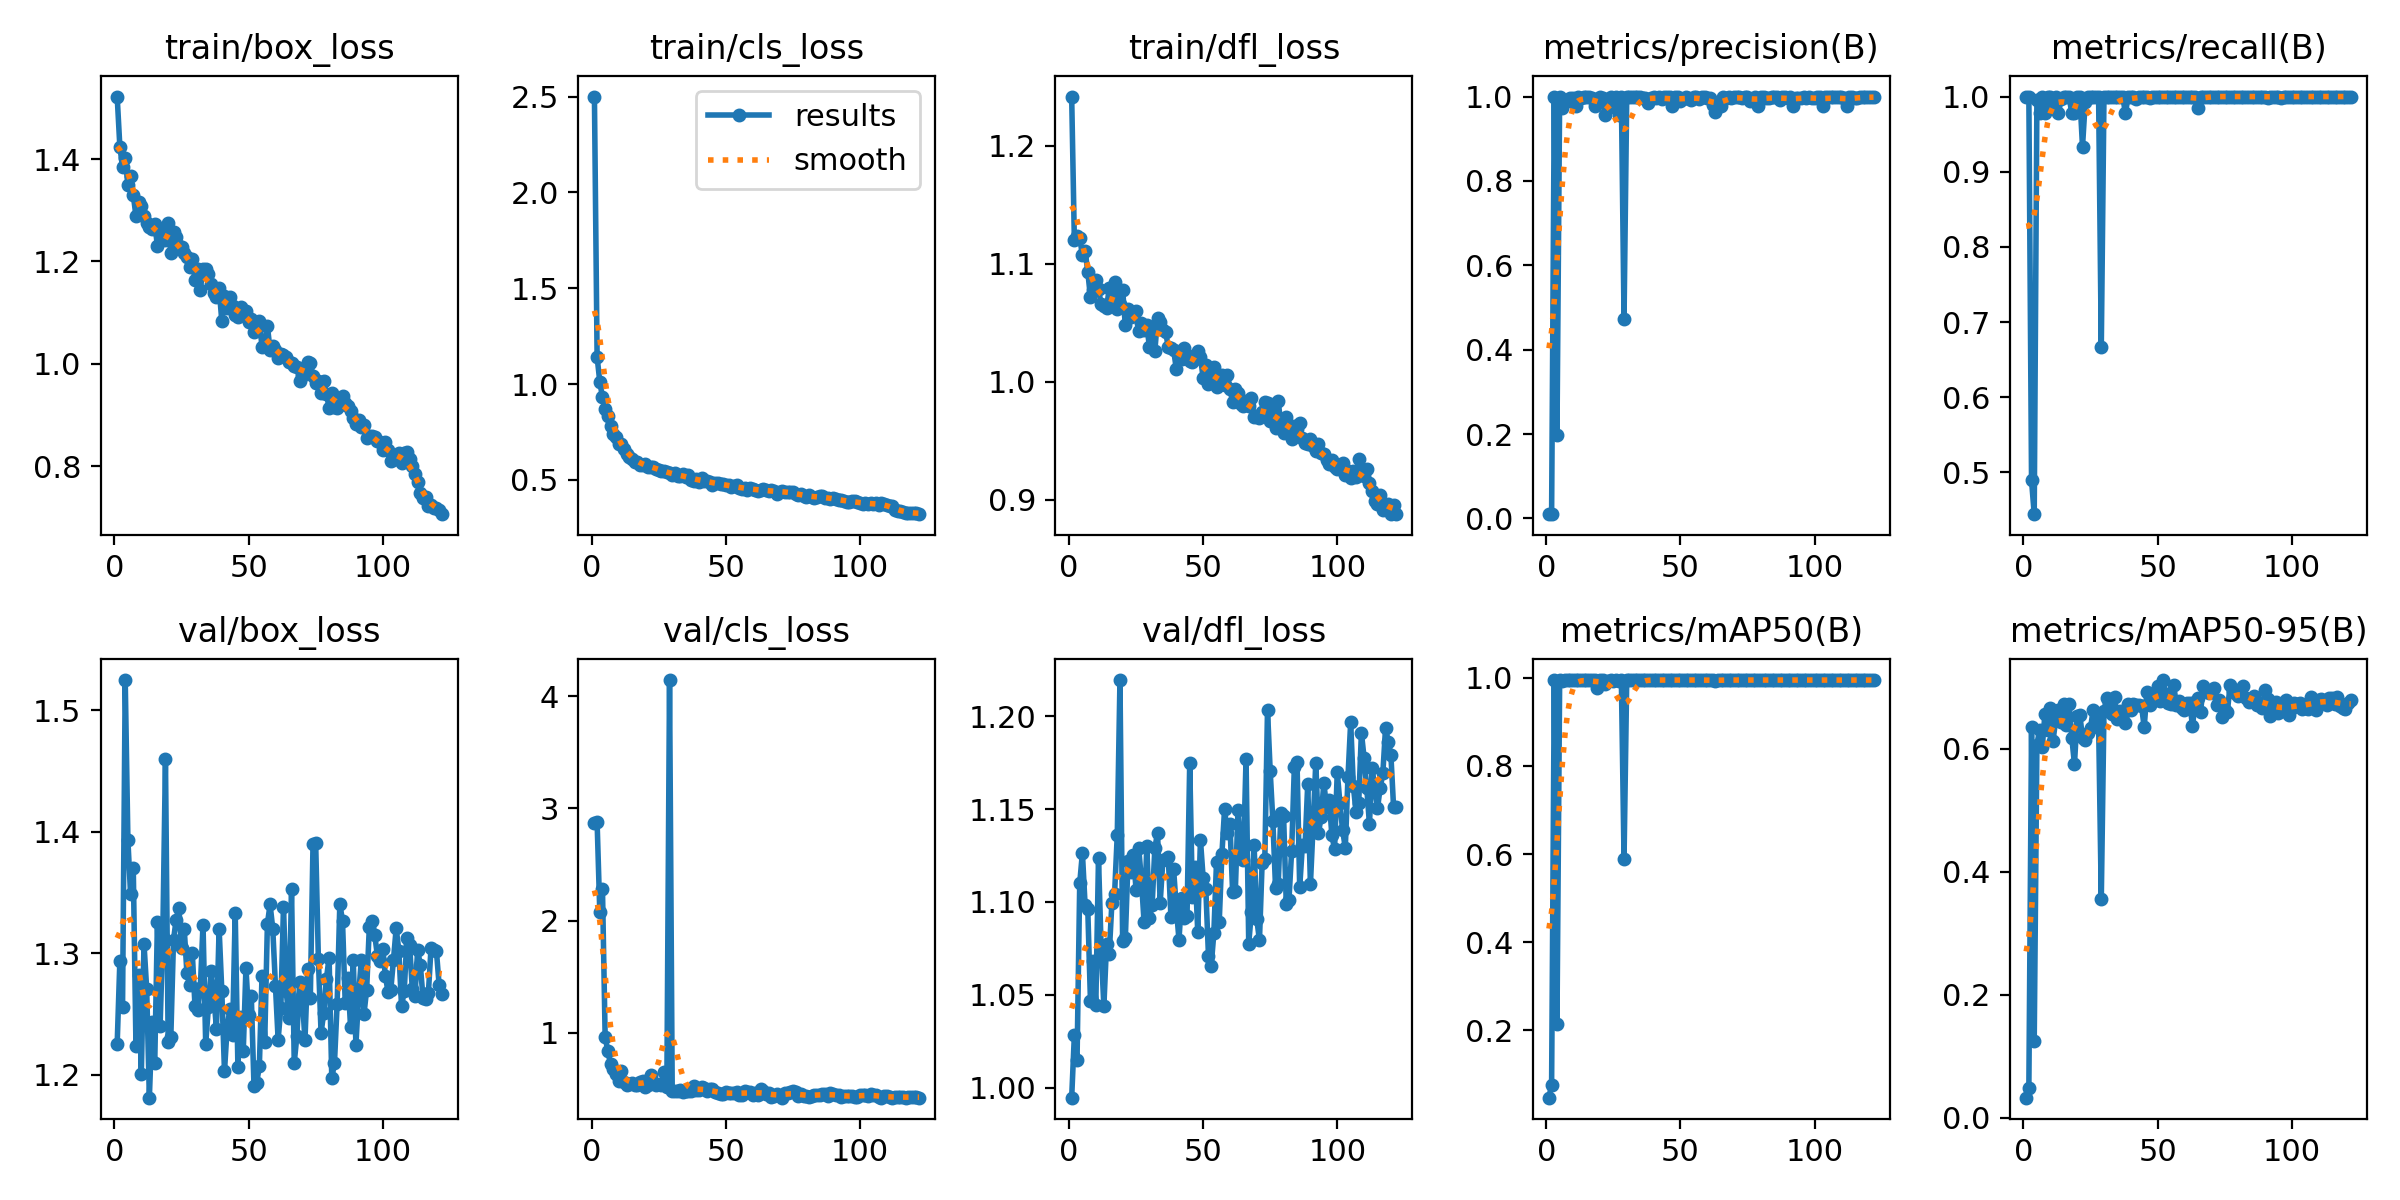 train/box_loss
1.4
1.2
1.0
0.8
0 50 100
train/cls_loss
results
smooth
2.5
2.0
1.5
1.0
0.5
0 50 100
train/dfl_loss
1.2
1.1
1.0
0.9
0 50 100
metrics/precision(B)
1.0
0.8
0.6
0.4
0.2
0.0
0 50 100
metrics/recall(B)
1.0
0.9
0.8
0.7
0.6
0.5
0 50 100
val/box_loss
1.5
1.4
1.3
1.2
0 50 100
val/cls_loss
4
3
2
1
0 50 100
val/dfl_loss
1.20
1.15
1.10
1.05
1.00
0 50 100
metrics/mAP50(B)
1.0
0.8
0.6
0.4
0.2
0 50 100
metrics/mAP50-95(B)
0.6
0.4
0.2
0.0
0 50 100